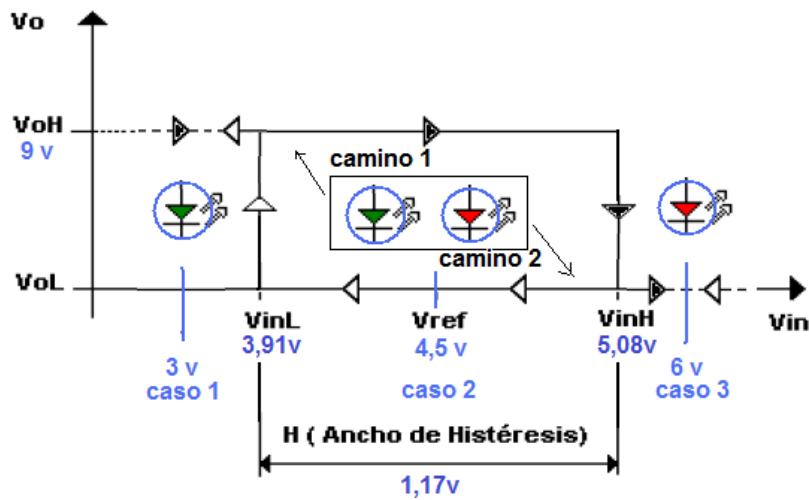 Vo
VoH
9 v
camino 1
camino 2
VoL
VinL
Vref
VinH
Vin
3,91v
4,5 v
5,08v
3 v
6 v
caso 1
caso 2
caso 3
H ( Ancho de Histéresis)
1,17v